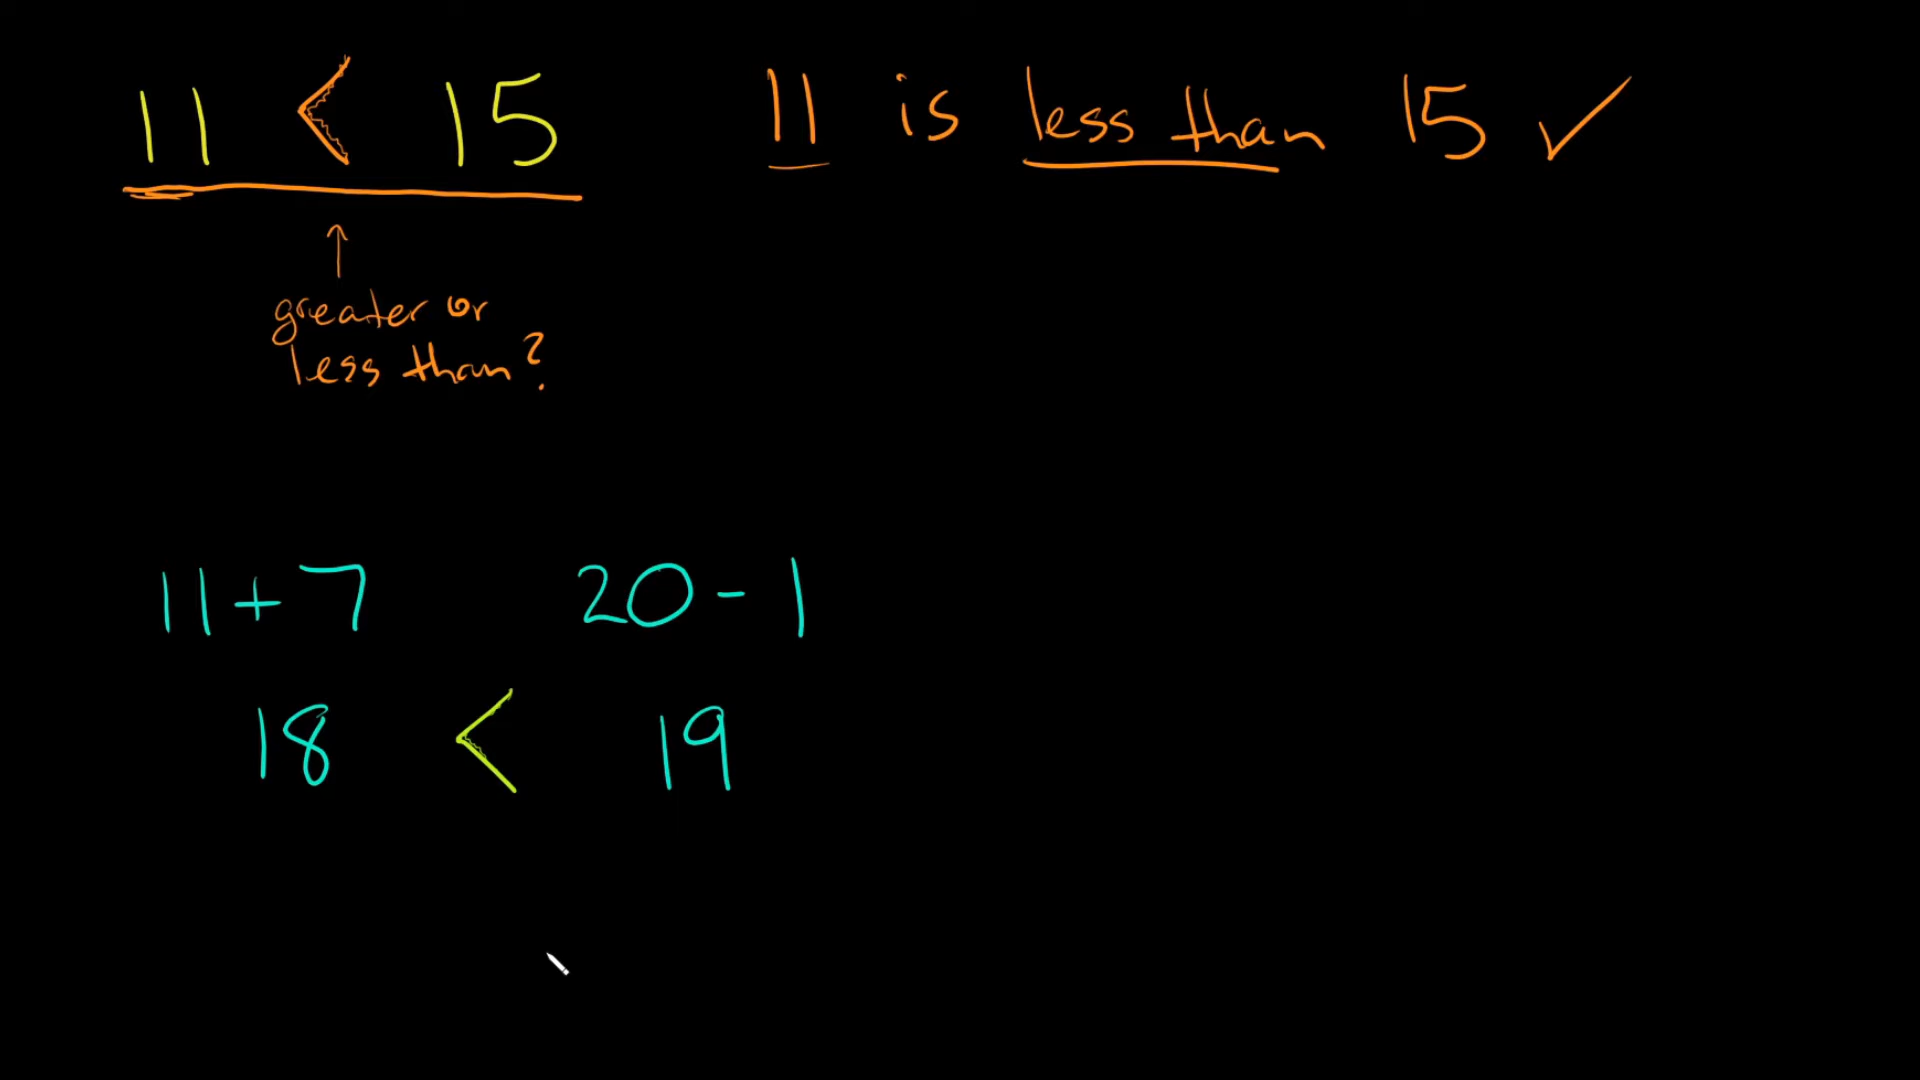 11 < 15
11 is less than 15 ✓
↑
greater or
less than?
11 + 7
20 - 1
18 < 19